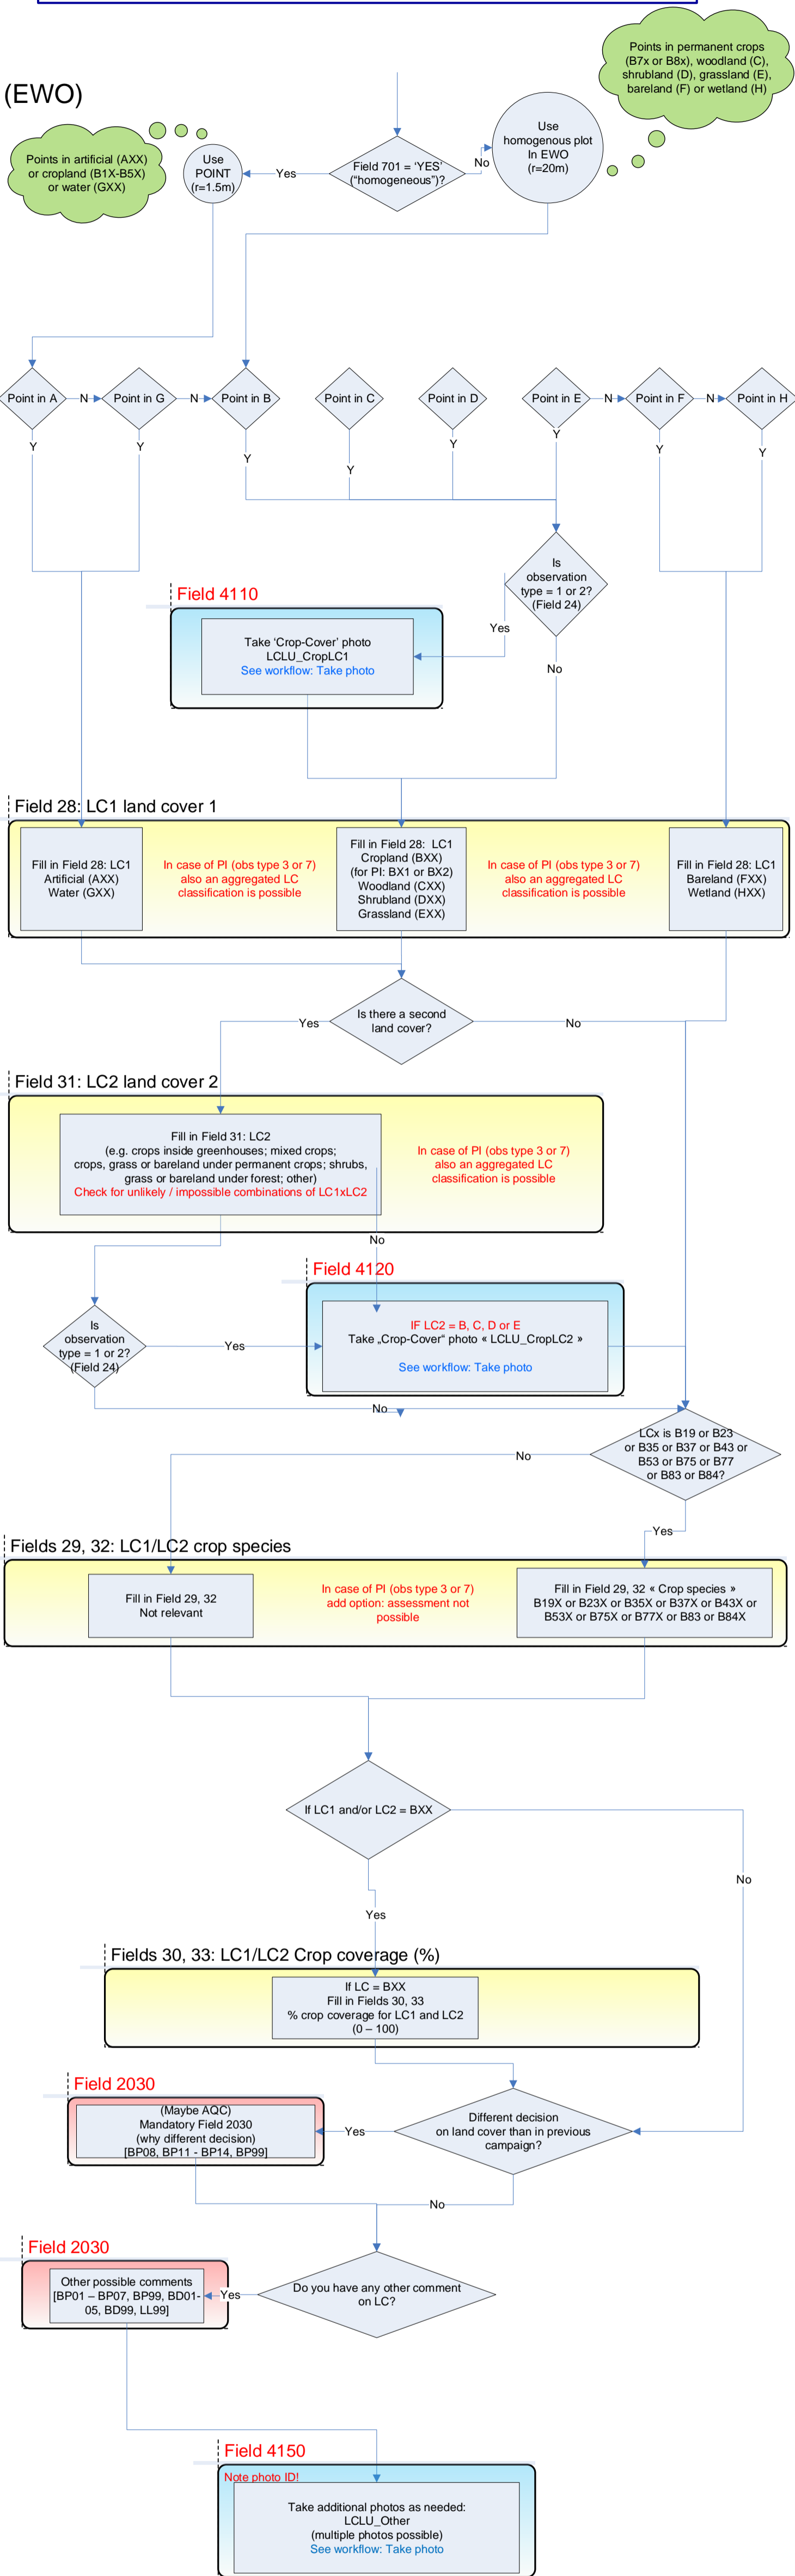 Points in permanent crops
(B7x or B8x), woodland (C),
shrubland (D), grassland (E),
bareland (F) or wetland (H)
(EWO)
Points in artificial (AXX)
or cropland (B1X-B5X)
or water (GXX)
Use
POINT
(r=1.5m)
Yes
Field 701 = ‘YES’
(“homogeneous”)?
No
Use
homogenous plot
In EWO
(r=20m)
Point in A
N
Point in G
N
Point in B
Point in C
Point in D
Point in E
N
Point in F
N
Point in H
Y
Y
Y
Y
Y
Y
Y
Y
Is
observation
type = 1 or 2?
(Field 24)
Yes
No
Field 4110
Take ‘Crop-Cover’ photo
LCLU_CropLC1
See workflow: Take photo
Field 28: LC1 land cover 1
Fill in Field 28: LC1
Artificial (AXX)
Water (GXX)
In case of PI (obs type 3 or 7)
also an aggregated LC
classification is possible
Fill in Field 28:  LC1
Cropland (BXX)
(for PI: BX1 or BX2)
Woodland (CXX)
Shrubland (DXX)
Grassland (EXX)
In case of PI (obs type 3 or 7)
also an aggregated LC
classification is possible
Fill in Field 28: LC1
Bareland (FXX)
Wetland (HXX)
Is there a second
land cover?
Yes
No
Field 31: LC2 land cover 2
Fill in Field 31: LC2
(e.g. crops inside greenhouses; mixed crops;
crops, grass or bareland under permanent crops; shrubs,
grass or bareland under forest; other)
Check for unlikely / impossible combinations of LC1xLC2
In case of PI (obs type 3 or 7)
also an aggregated LC
classification is possible
No
Field 4120
IF LC2 = B, C, D or E
Take „Crop-Cover“ photo « LCLU_CropLC2 »
See workflow: Take photo
Is
observation
type = 1 or 2?
(Field 24)
Yes
No
LCx is B19 or B23
or B35 or B37 or B43 or
B53 or B75 or B77
or B83 or B84?
No
Yes
Fields 29, 32: LC1/LC2 crop species
Fill in Field 29, 32
Not relevant
In case of PI (obs type 3 or 7)
add option: assessment not
possible
Fill in Field 29, 32 « Crop species »
B19X or B23X or B35X or B37X or B43X or
B53X or B75X or B77X or B83 or B84X
If LC1 and/or LC2 = BXX
No
Yes
Fields 30, 33: LC1/LC2 Crop coverage (%)
If LC = BXX
Fill in Fields 30, 33
% crop coverage for LC1 and LC2
(0 – 100)
Field 2030
(Maybe AQC)
Mandatory Field 2030
(why different decision)
[BP08, BP11 - BP14, BP99]
Yes
Different decision
on land cover than in previous
campaign?
No
Field 2030
Other possible comments
[BP01 – BP07, BP99, BD01-
05, BD99, LL99]
Yes
Do you have any other comment
on LC?
Field 4150
Note photo ID!
Take additional photos as needed:
LCLU_Other
(multiple photos possible)
See workflow: Take photo